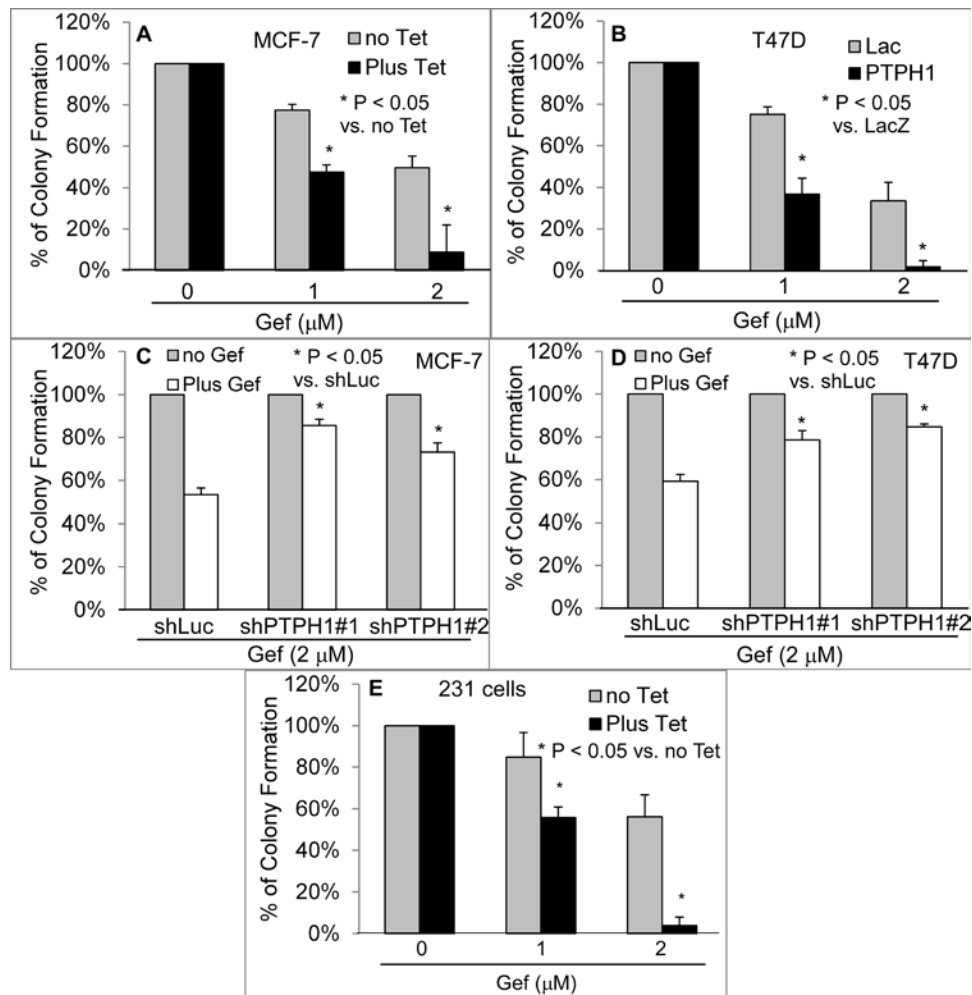 A MCF-7
no Tet
Plus Tet
* P < 0.05
vs. no Tet
% of Colony Formation
120%
100%
80%
60%
40%
20%
0%
*
*
0 1 2
Gef (μM)
B T47D
Lac
PTPH1
* P < 0.05
vs. LacZ
% of Colony Formation
120%
100%
80%
60%
40%
20%
0%
*
*
0 1 2
Gef (μM)
C no Gef
Plus Gef
* P < 0.05
vs. shLuc
MCF-7
% of Colony Formation
120%
100%
80%
60%
40%
20%
0%
*
*
shLuc shPTPH1#1 shPTPH1#2
Gef (2 μM)
D no Gef
Plus Gef
* P < 0.05
vs. shLuc
T47D
% of Colony Formation
120%
100%
80%
60%
40%
20%
0%
*
*
shLuc shPTPH1#1 shPTPH1#2
Gef (2 μM)
E 231 cells
no Tet
Plus Tet
* P < 0.05 vs. no Tet
% of Colony Formation
120%
100%
80%
60%
40%
20%
0%
*
*
0 1 2
Gef (μM)